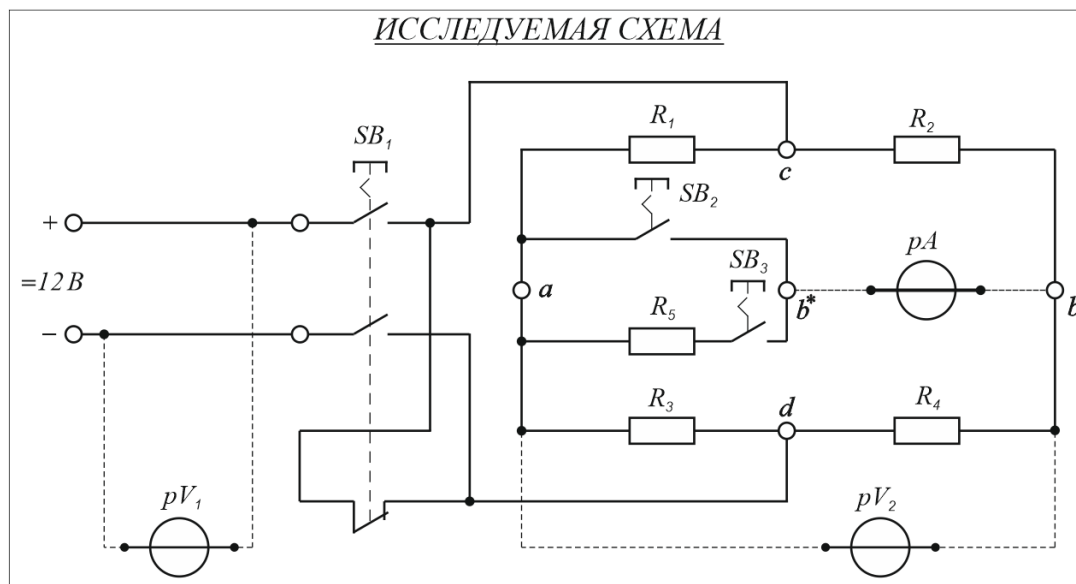 ИССЛЕДУЕМАЯ СХЕМА
SB₁
R₁
R₂
c
SB₂
+
=12 В
−
a
SB₃
pA
b*
b
R₅
R₃
d
R₄
pV₁
pV₂